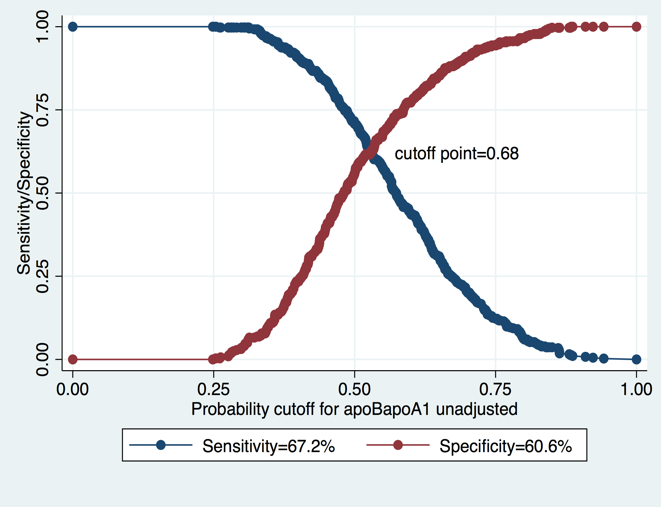 Sensitivity/Specificity
1.00
0.75
0.50
0.25
0.00
cutoff point=0.68
0.00 0.25 0.50 0.75 1.00
Probability cutoff for apoBapoA1 unadjusted
Sensitivity=67.2% Specificity=60.6%